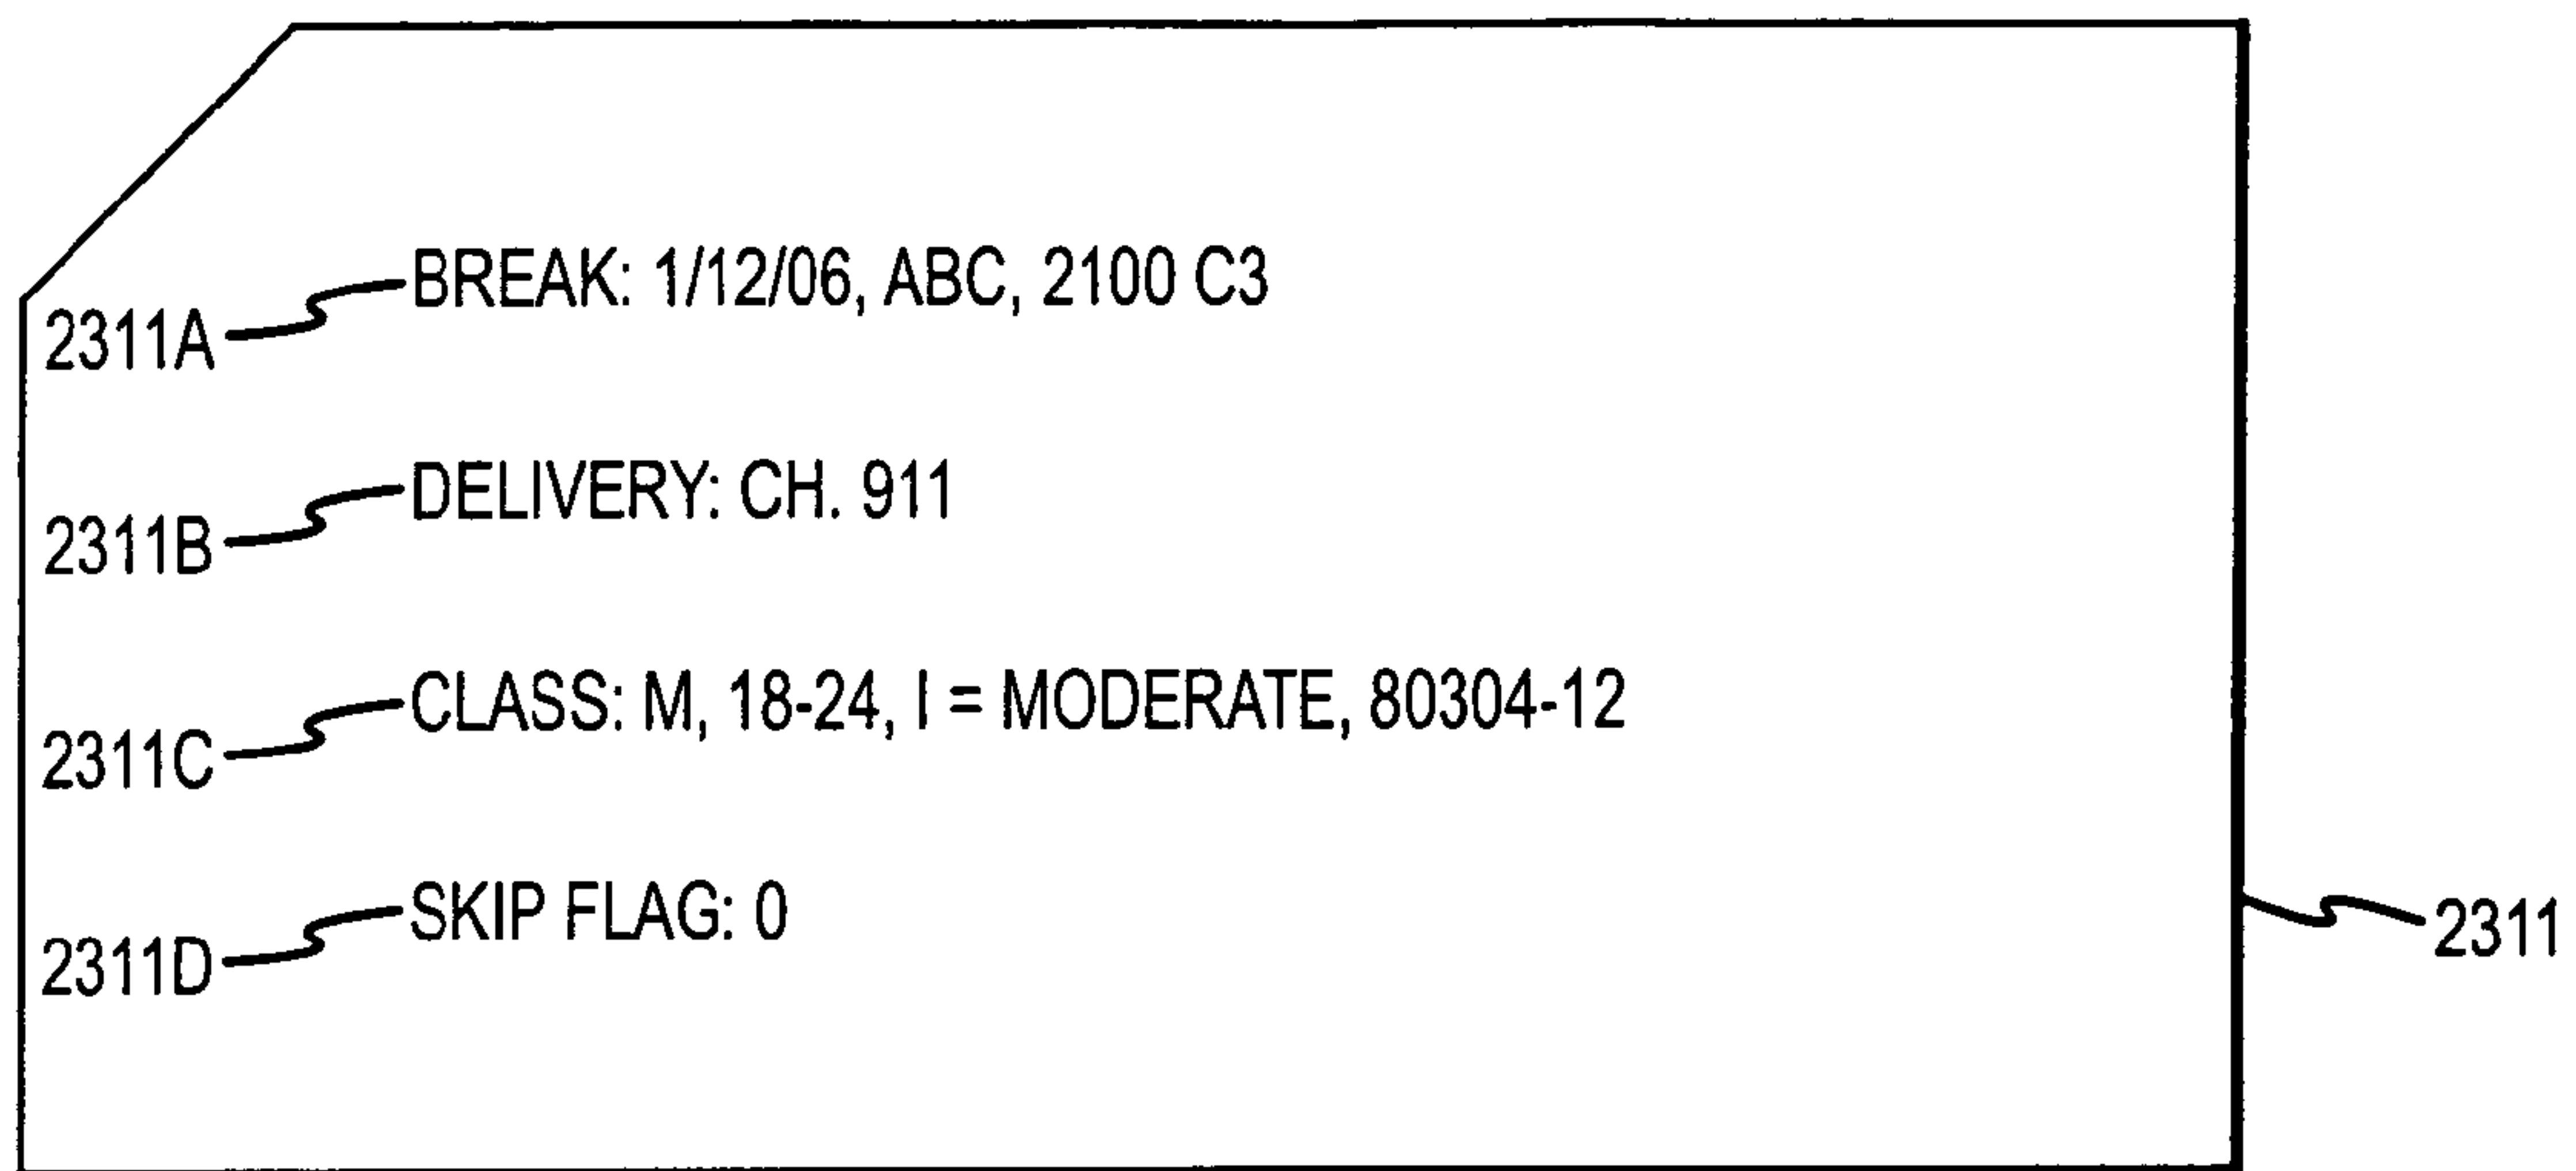 BREAK: 1/12/06, ABC, 2100 C3
2311A
DELIVERY: CH. 911
2311B
CLASS: M, 18-24, I = MODERATE, 80304-12
2311C
SKIP FLAG: 0
2311D
2311